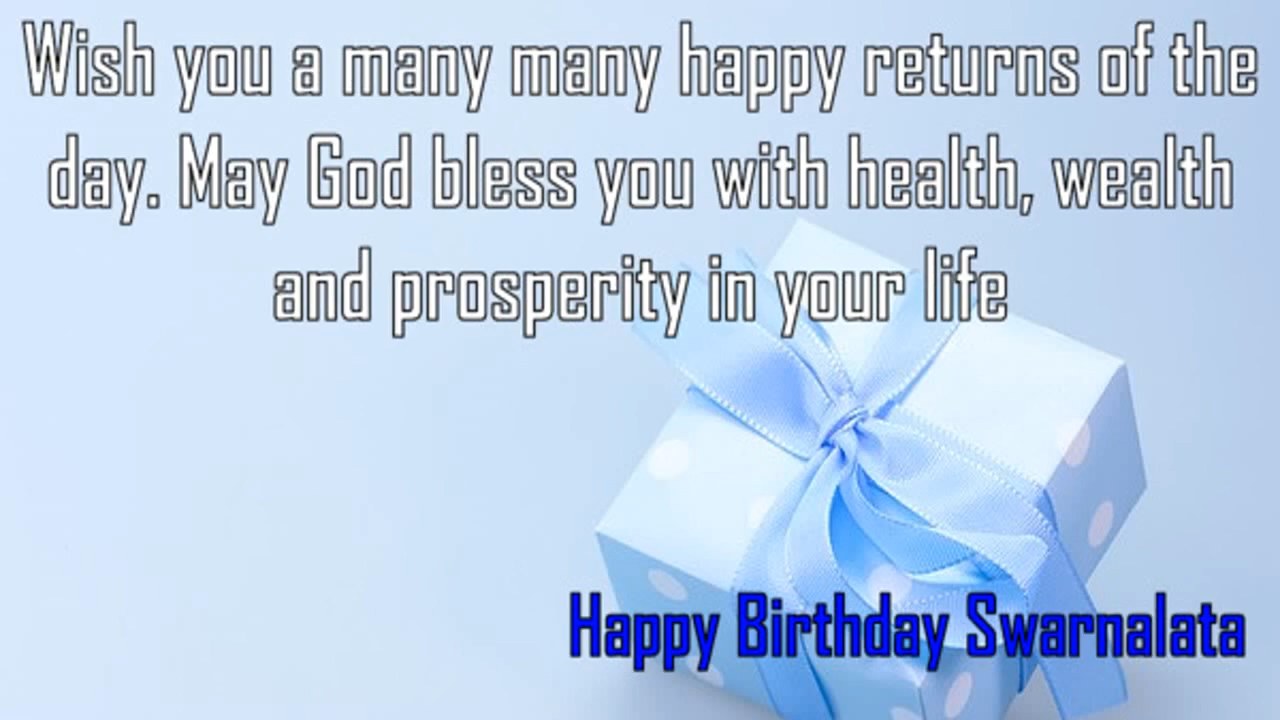 Wish you a many many happy returns of the
day. May God bless you with health, wealth
and prosperity in your life
Happy Birthday Swarnalata